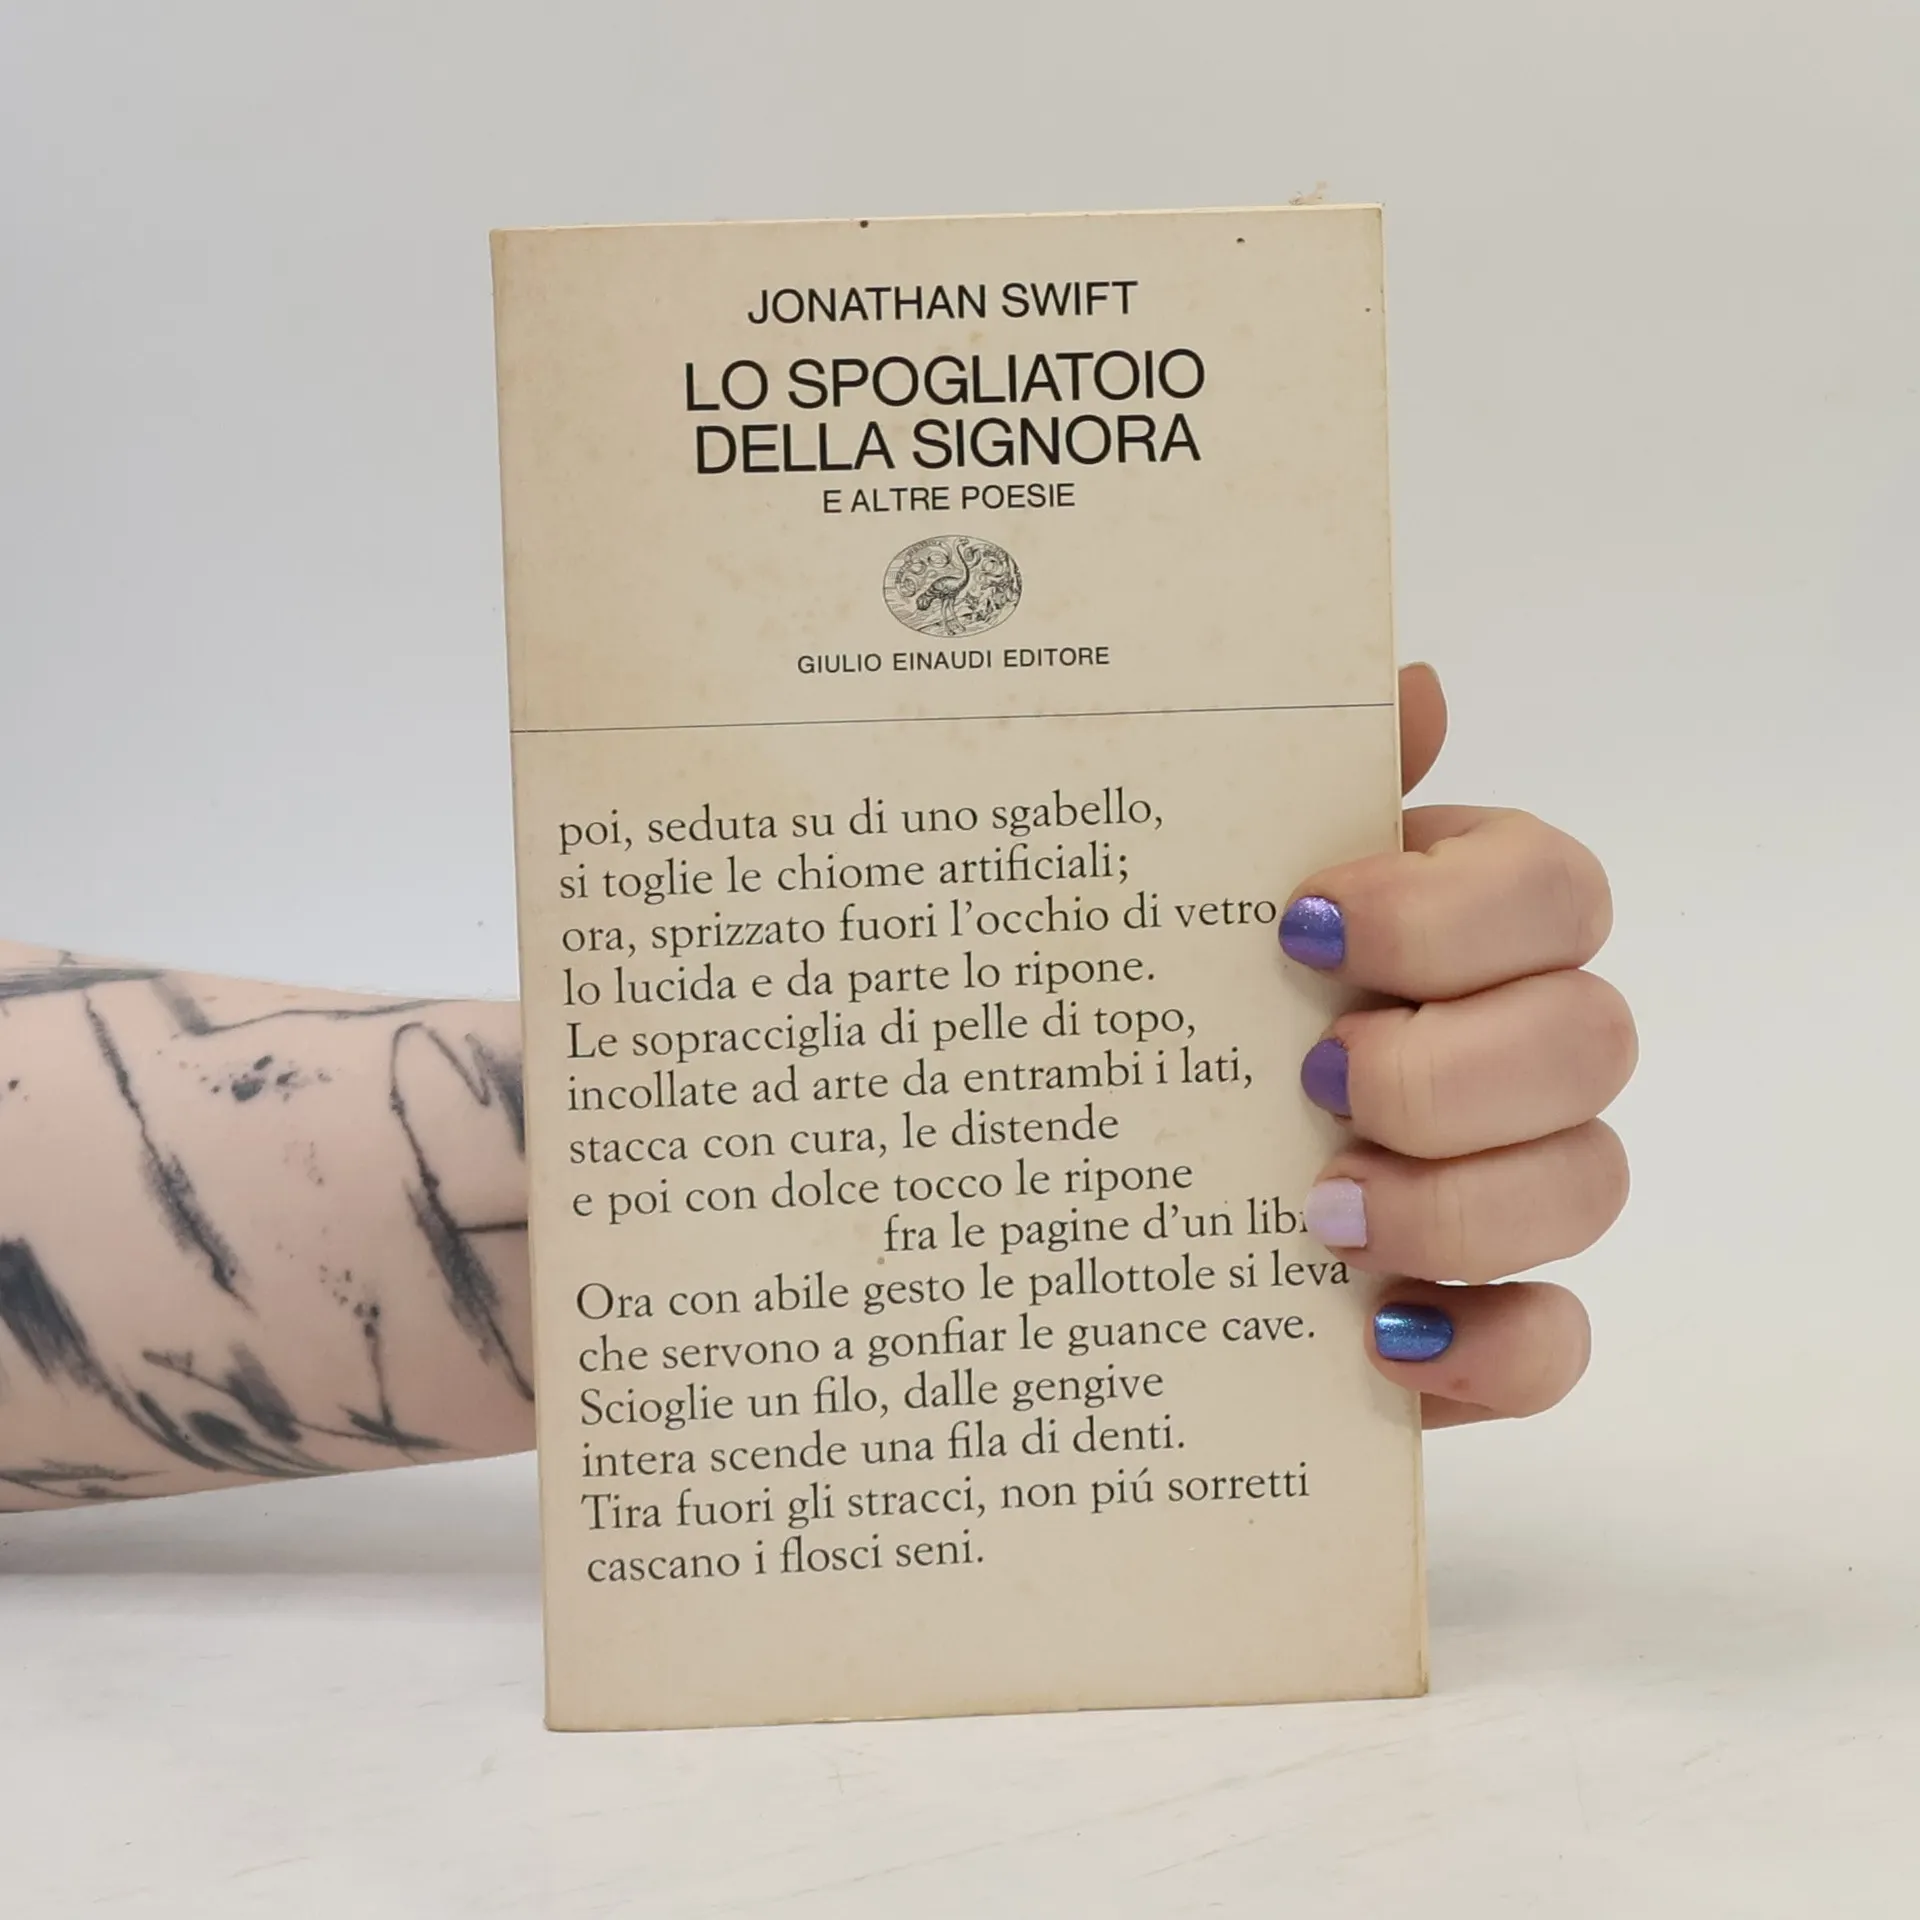 JONATHAN SWIFT
LO SPOGLIATOIO
DELLA SIGNORA
E ALTRE POESIE
GIULIO EINAUDI EDITORE
poi, seduta su di uno sgabello,
si toglie le chiome artificiali;
ora, sprizzato fuori l'occhio di vetro
lo lucida e da parte lo ripone.
Le sopracciglia di pelle di topo,
incollate ad arte da entrambi i lati,
stacca con cura, le distende
e poi con dolce tocco le ripone
fra le pagine d'un
Ora con abile gesto le pallottole si leva
che servono a gonfiar le guance cave.
Scioglie un filo, dalle gengive
intera scende una fila di denti.
Tira fuori gli stracci, non piú sorretti
cascano i flosci seni.